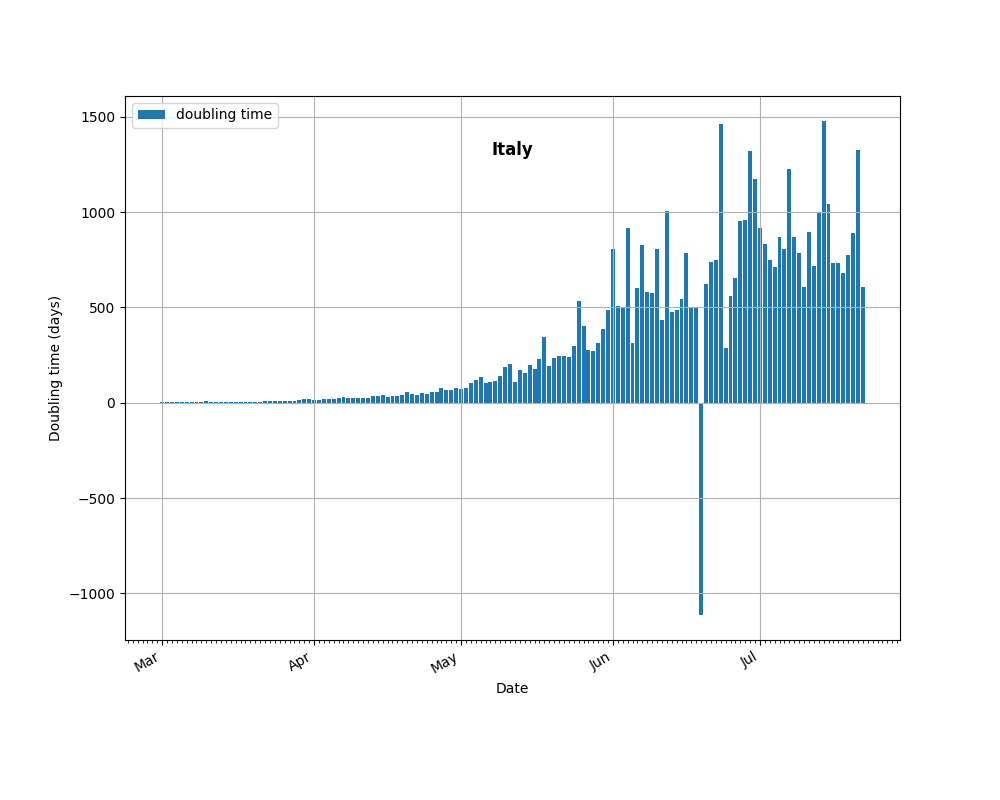 doubling time
Italy
1500
1000
500
0
−500
−1000
Doubling time (days)
Mar
Apr
May
Jun
Jul
Date